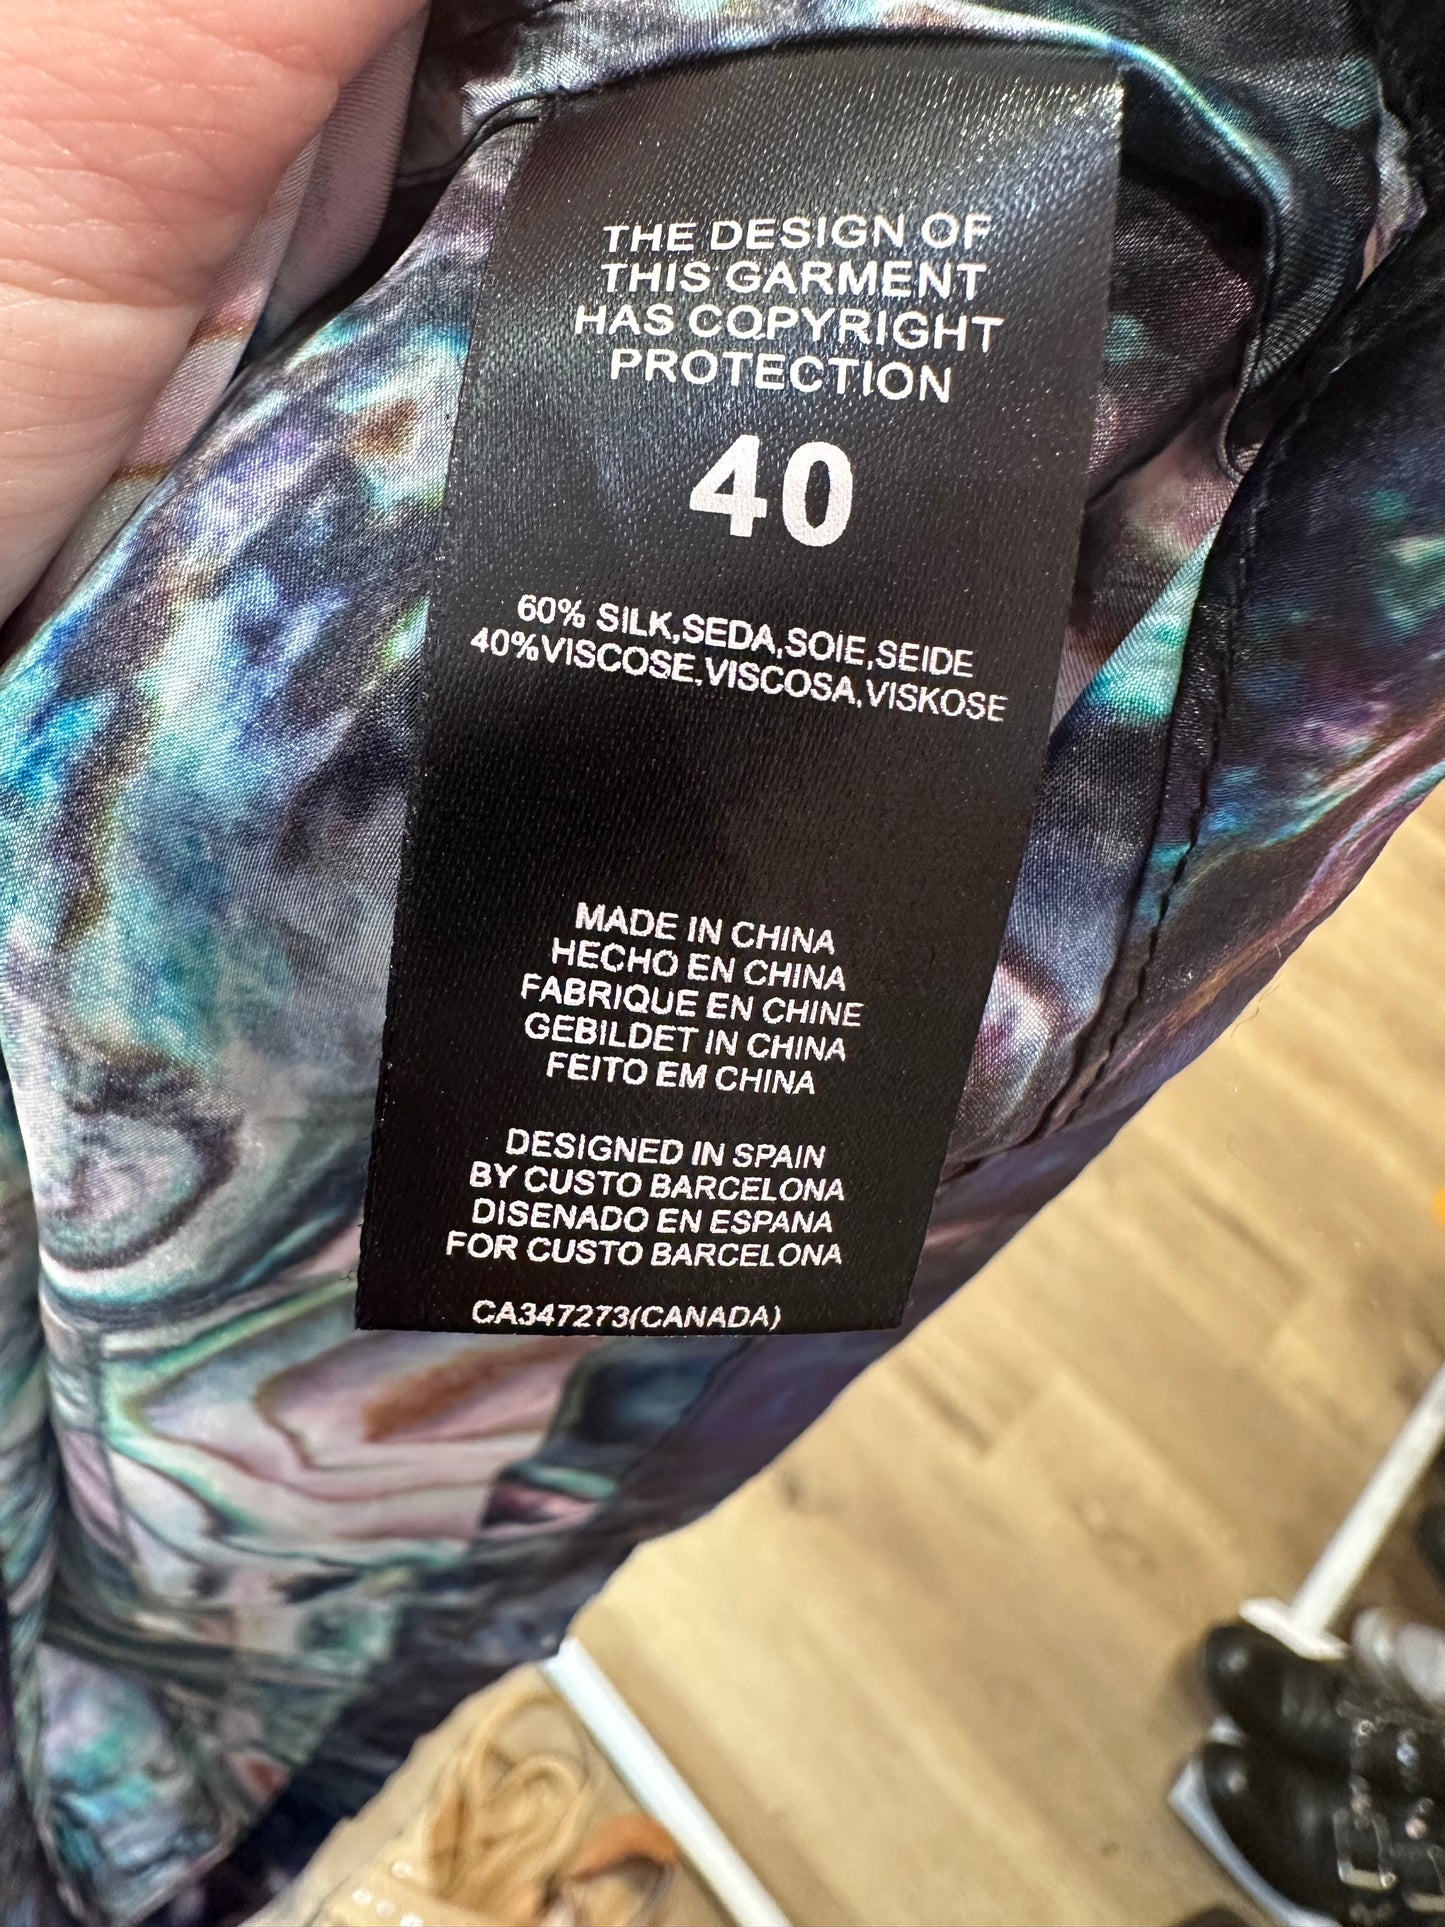 THE DESIGN OF
THIS GARMENT
HAS COPYRIGHT
PROTECTION
40
60% SILK,SEDA,SOIE,SEIDE
40%VISCOSE,VISCOSA,VISKOSE
MADE IN CHINA
HECHO EN CHINA
FABRIQUE EN CHINE
GEBILDET IN CHINA
FEITO EM CHINA
DESIGNED IN SPAIN
BY CUSTO BARCELONA
DISENADO EN ESPANA
FOR CUSTO BARCELONA
CA347273(CANADA)